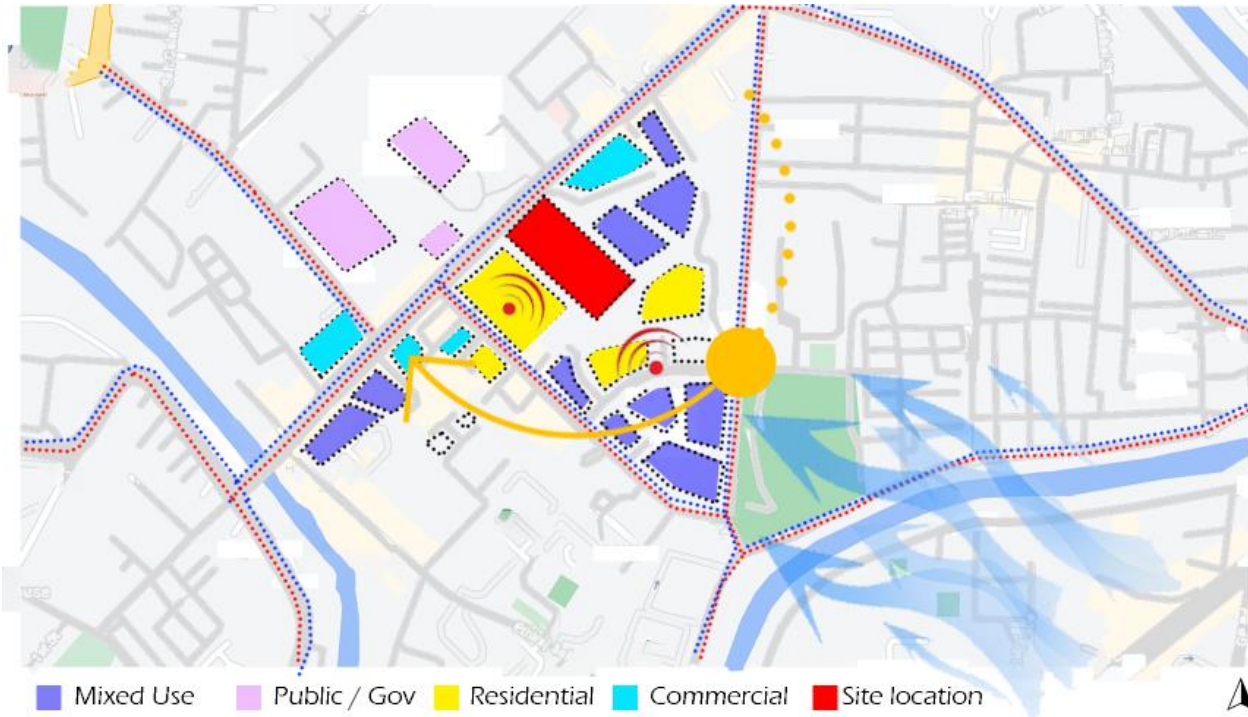 Mixed Use
Public / Gov
Residential
Commercial
Site location